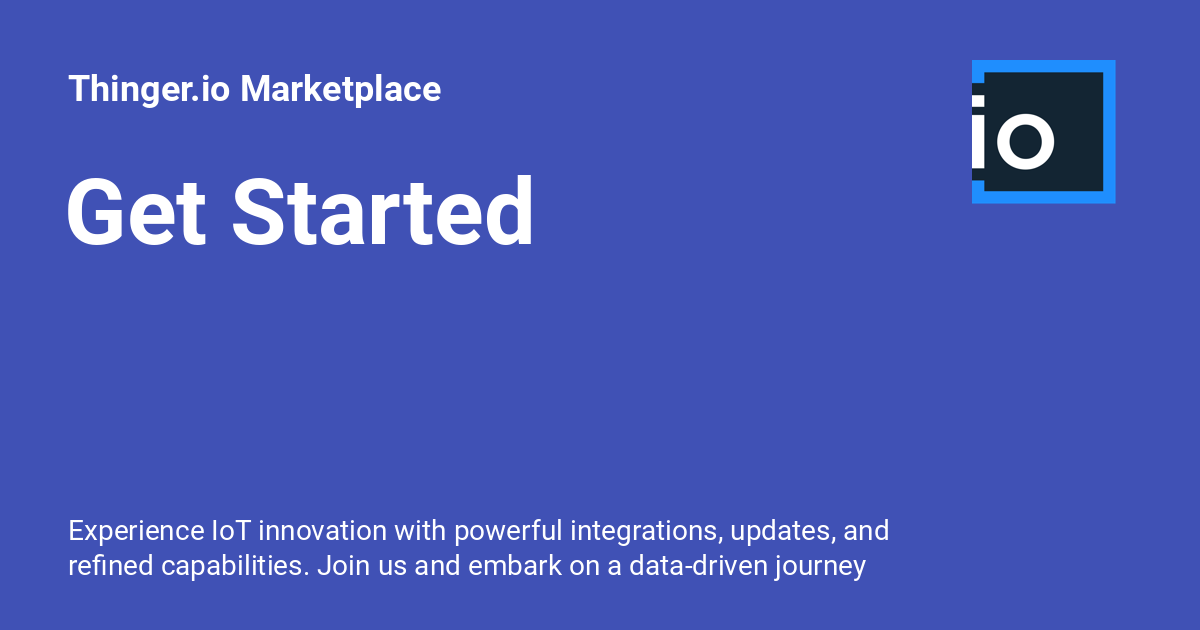 Thinger.io Marketplace
io
Get Started
Experience IoT innovation with powerful integrations, updates, and
refined capabilities. Join us and embark on a data-driven journey